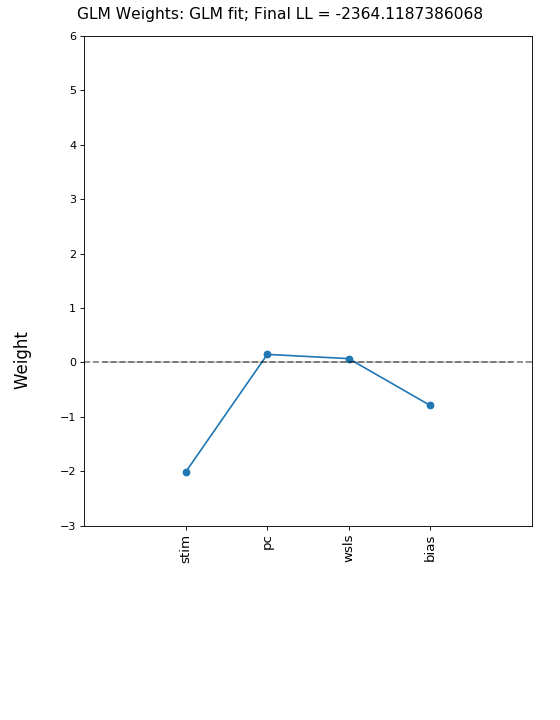 GLM Weights: GLM fit; Final LL = -2364.1187386068
6
5
4
3
2
1
0
−1
−2
−3
Weight
stim
pc
wsls
bias